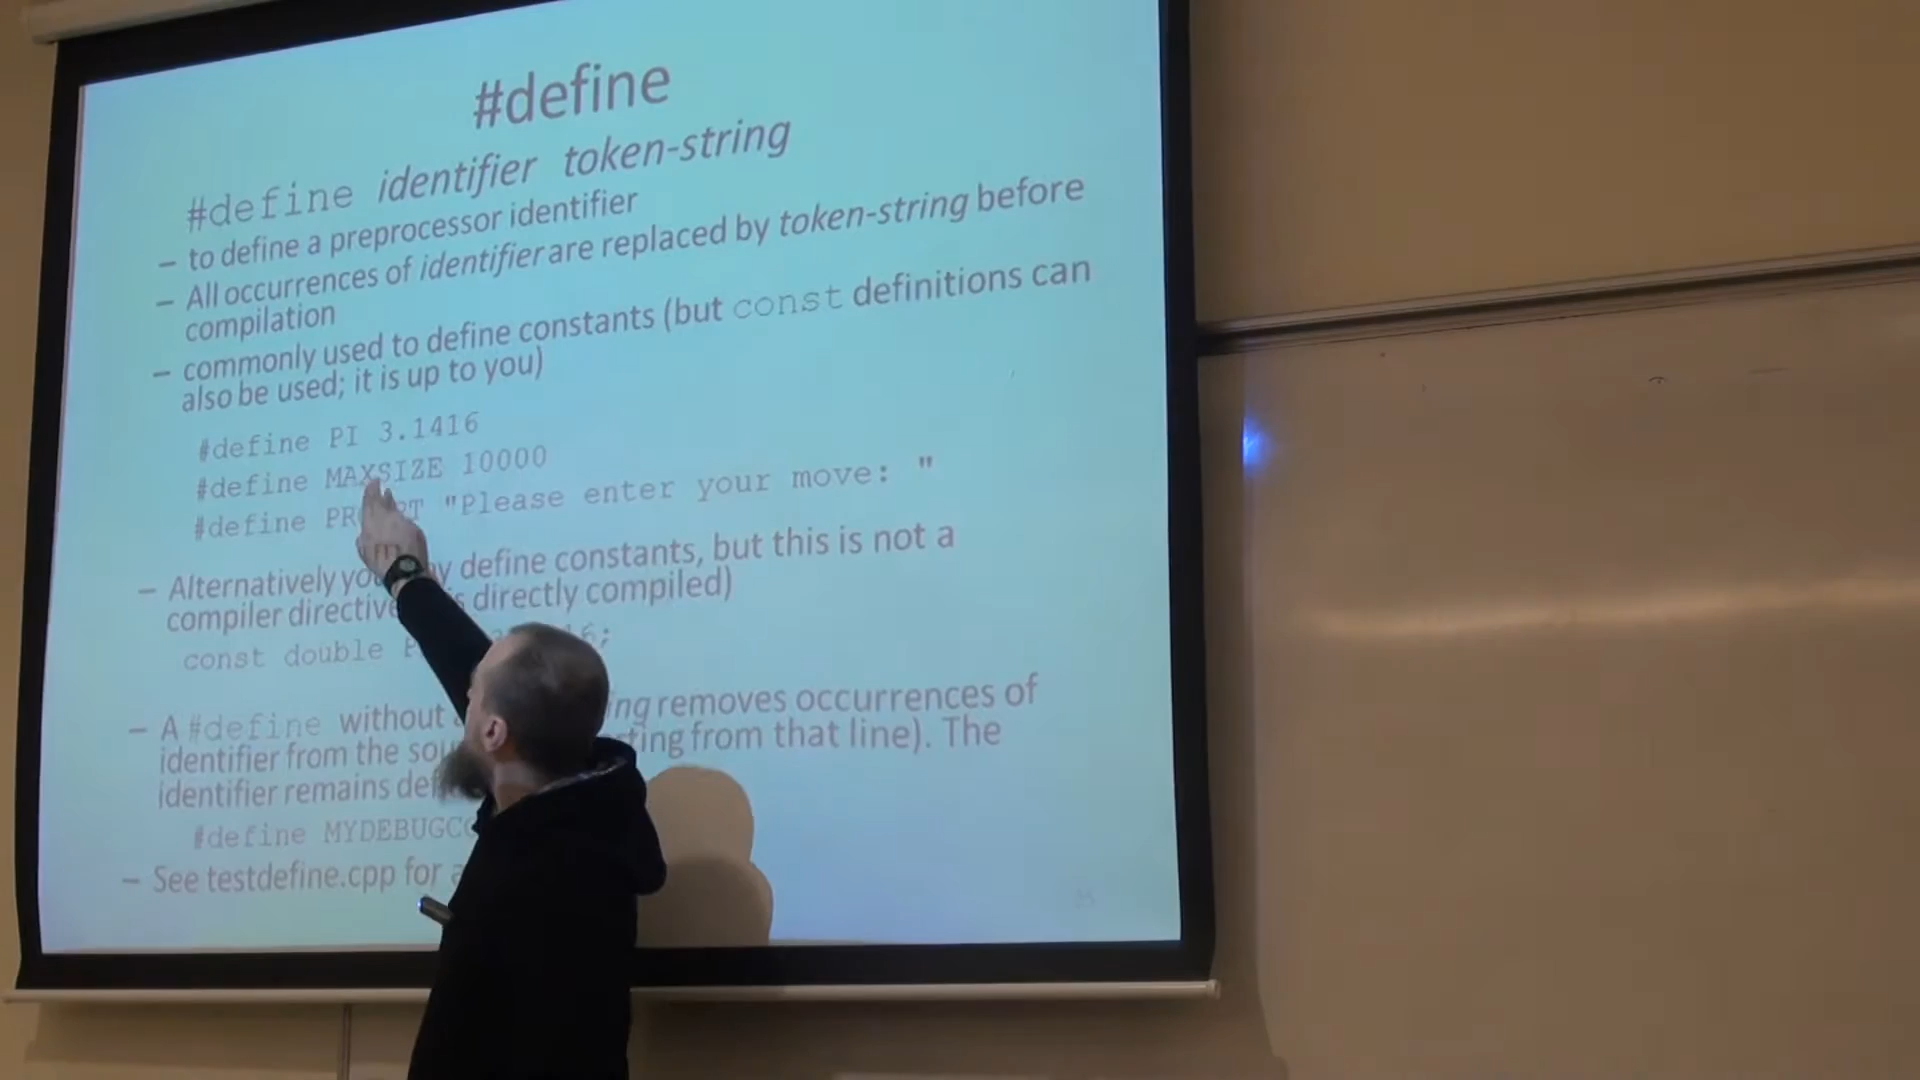 #define
#define identifier token-string
– to define a preprocessor identifier
– All occurrences of identifier are replaced by token-string before
compilation
– commonly used to define constants (but const definitions can
also be used; it is up to you)
#define PI 3.1416
#define MAXSIZE 10000
#define "Please enter your move: "
– Alternatively define constants, but this is not a
compiler directive directly compiled)
const double
– A #define without removes occurrences of
identifier from the from that line). The
identifier remains
#define
– See testdefine.cpp for